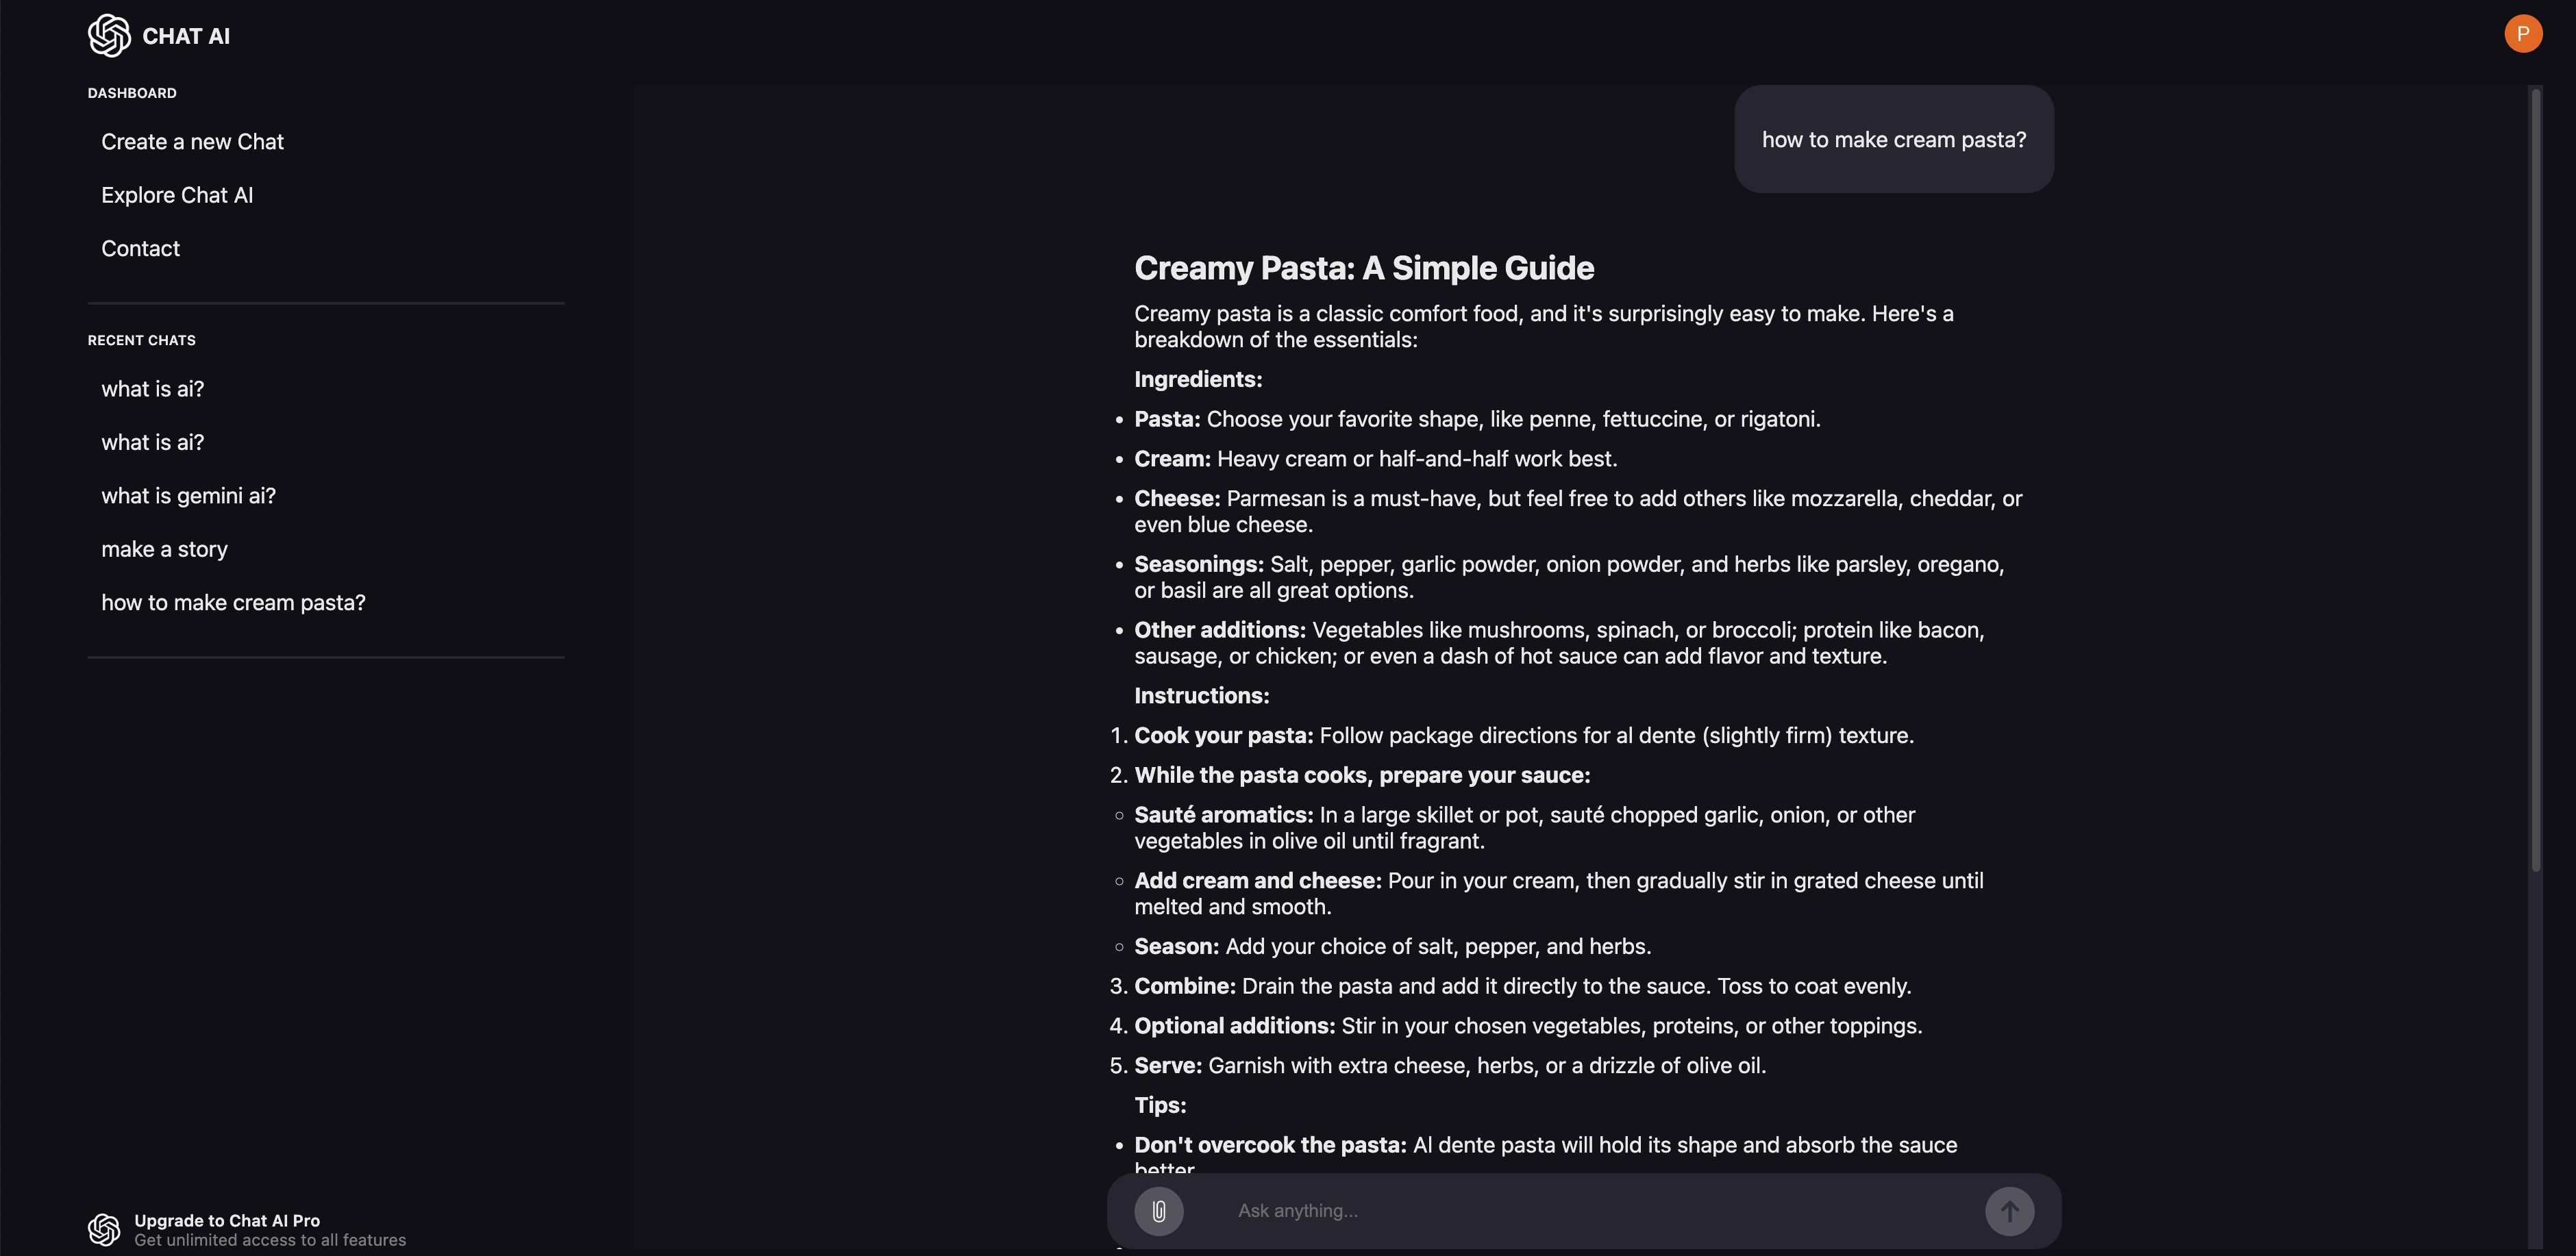 CHAT AI
P
DASHBOARD
Create a new Chat
Explore Chat AI
Contact
RECENT CHATS
what is ai?
what is ai?
what is gemini ai?
make a story
how to make cream pasta?
Upgrade to Chat AI Pro
Get unlimited access to all features
how to make cream pasta?
Creamy Pasta: A Simple Guide
Creamy pasta is a classic comfort food, and it's surprisingly easy to make. Here's a
breakdown of the essentials:
Ingredients:
• Pasta: Choose your favorite shape, like penne, fettuccine, or rigatoni.
• Cream: Heavy cream or half-and-half work best.
• Cheese: Parmesan is a must-have, but feel free to add others like mozzarella, cheddar, or
even blue cheese.
• Seasonings: Salt, pepper, garlic powder, onion powder, and herbs like parsley, oregano,
or basil are all great options.
• Other additions: Vegetables like mushrooms, spinach, or broccoli; protein like bacon,
sausage, or chicken; or even a dash of hot sauce can add flavor and texture.
Instructions:
1. Cook your pasta: Follow package directions for al dente (slightly firm) texture.
2. While the pasta cooks, prepare your sauce:
○ Sauté aromatics: In a large skillet or pot, sauté chopped garlic, onion, or other
vegetables in olive oil until fragrant.
○ Add cream and cheese: Pour in your cream, then gradually stir in grated cheese until
melted and smooth.
○ Season: Add your choice of salt, pepper, and herbs.
3. Combine: Drain the pasta and add it directly to the sauce. Toss to coat evenly.
4. Optional additions: Stir in your chosen vegetables, proteins, or other toppings.
5. Serve: Garnish with extra cheese, herbs, or a drizzle of olive oil.
Tips:
• Don't overcook the pasta: Al dente pasta will hold its shape and absorb the sauce
better.
Ask anything...